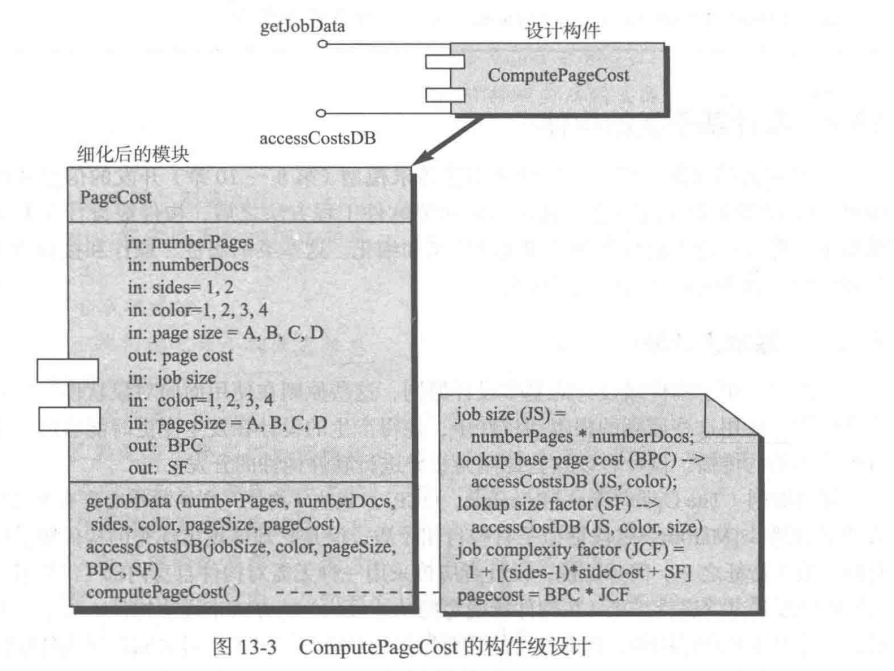 getJobData
设计构件
ComputePageCost
accessCostsDB
细化后的模块
PageCost
in: numberPages
in: numberDocs
in: sides= 1, 2
in: color=1, 2, 3, 4
in: page size = A, B, C, D
out: page cost
in: job size
in: color=1, 2, 3, 4
in: pageSize = A, B, C, D
out: BPC
out: SF
getJobData (numberPages, numberDocs,
sides, color, pageSize, pageCost)
accessCostsDB(jobSize, color, pageSize,
BPC, SF)
computePageCost( )
job size (JS) =
numberPages * numberDocs;
lookup base page cost (BPC) -->
accessCostsDB (JS, color);
lookup size factor (SF) -->
accessCostDB (JS, color, size)
job complexity factor (JCF) =
1 + [(sides-1)*sideCost + SF]
pagecost = BPC * JCF
图 13-3 ComputePageCost 的构件级设计